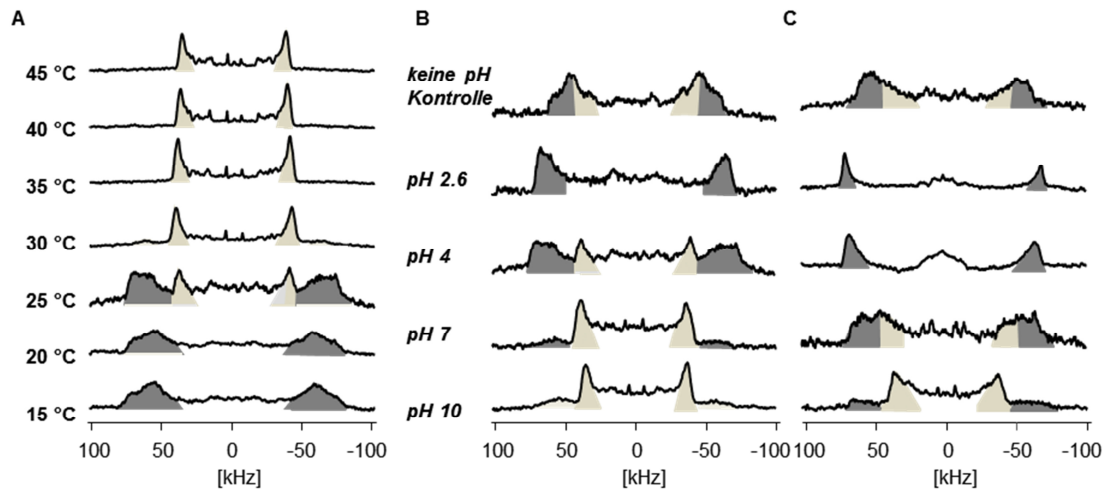 A
B
C
45 °C
40 °C
35 °C
30 °C
25 °C
20 °C
15 °C
keine pH
Kontrolle
pH 2.6
pH 4
pH 7
pH 10
100 50 0 -50 -100
[kHz]
100 50 0 -50 -100
[kHz]
100 50 0 -50 -100
[kHz]